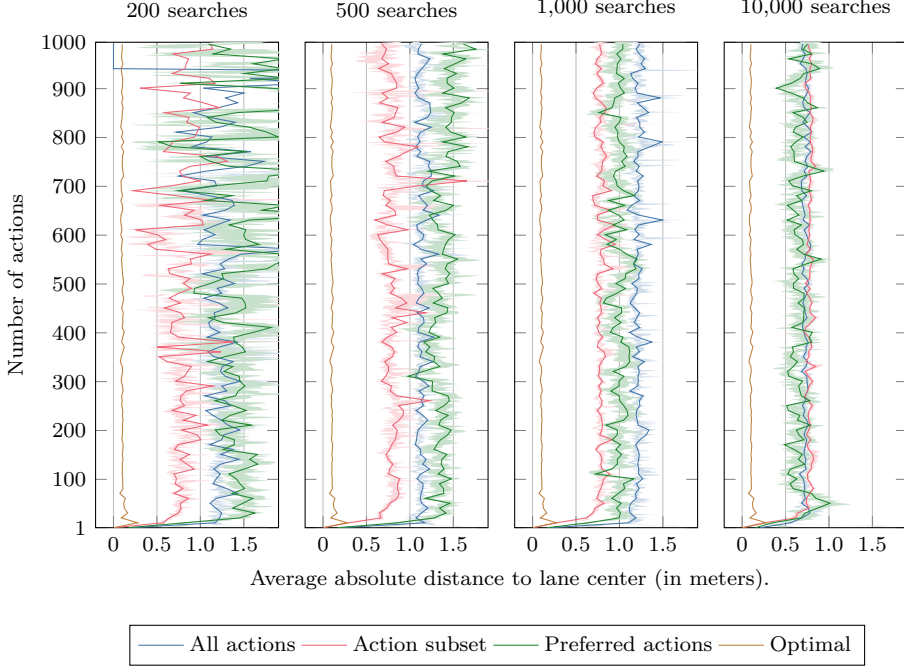 200 searches
500 searches
1,000 searches
10,000 searches
Number of actions
1000
900
800
700
600
500
400
300
200
100
1
0 0.5 1.0 1.5
0 0.5 1.0 1.5
0 0.5 1.0 1.5
0 0.5 1.0 1.5
Average absolute distance to lane center (in meters).
All actions Action subset Preferred actions Optimal